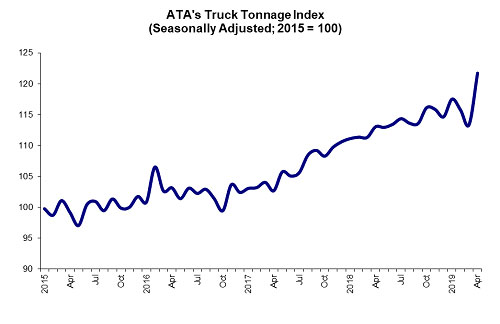 ATA's Truck Tonnage Index
(Seasonally Adjusted; 2015 = 100)
125
120
115
110
105
100
95
90
2015
Apr
Jul
Oct
2016
Apr
Jul
Oct
2017
Apr
Jul
Oct
2018
Apr
Jul
Oct
2019
Apr